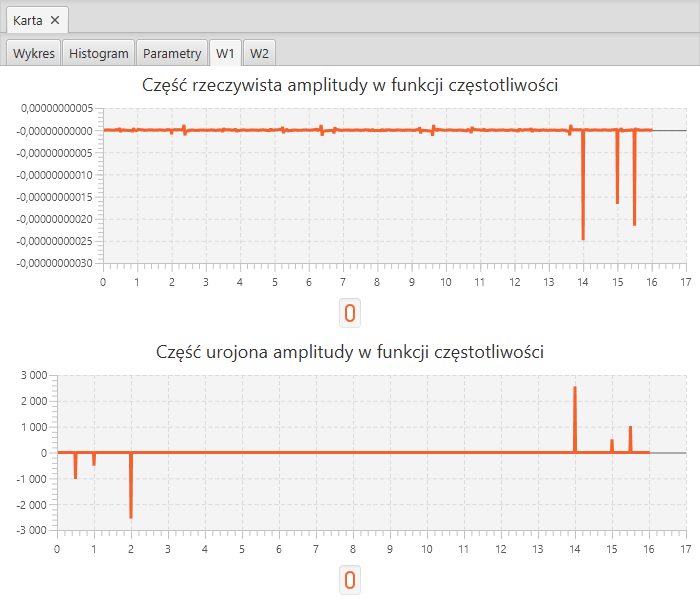 Karta ✕
Wykres Histogram Parametry W1 W2
Część rzeczywista amplitudy w funkcji częstotliwości
0,00000000005
-0,00000000000
-0,00000000005
-0,00000000010
-0,00000000015
-0,00000000020
-0,00000000025
-0,00000000030
0 1 2 3 4 5 6 7 8 9 10 11 12 13 14 15 16 17
Część urojona amplitudy w funkcji częstotliwości
3 000
2 000
1 000
0
-1 000
-2 000
-3 000
0 1 2 3 4 5 6 7 8 9 10 11 12 13 14 15 16 17